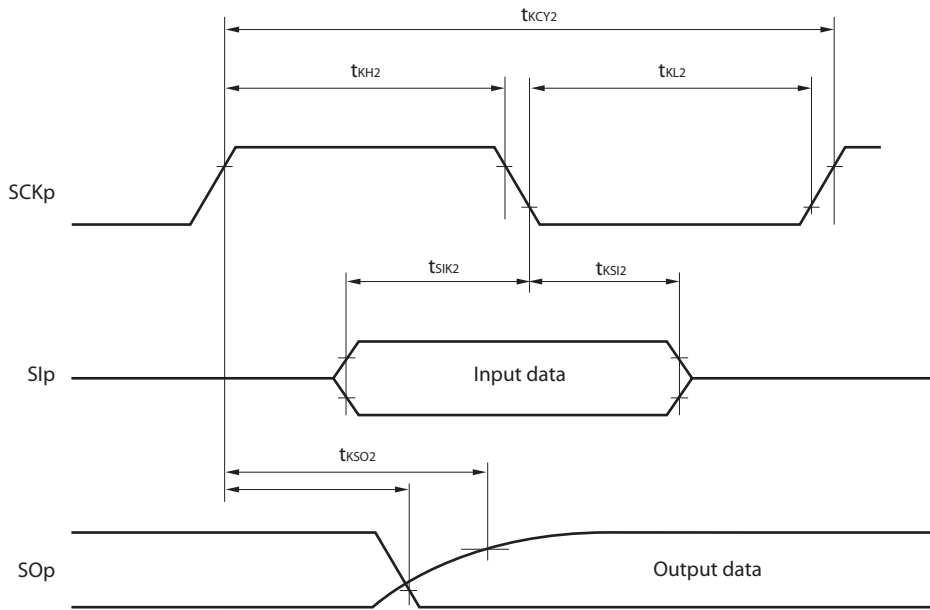 tKCY2
tKH2
tKL2
SCKp
tSIK2
tKSI2
SIp
Input data
tKSO2
SOp
Output data